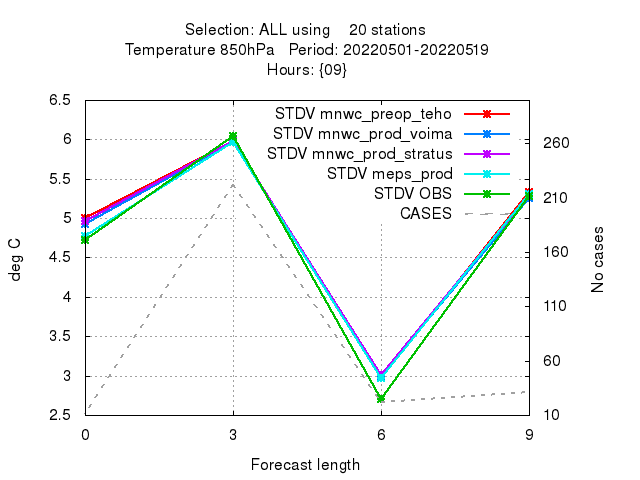 Selection: ALL using    20 stations
Temperature 850hPa   Period: 20220501-20220519
Hours: {09}
STDV mnwc_preop_teho
STDV mnwc_prod_voima
STDV mnwc_prod_stratus
STDV meps_prod
STDV OBS
CASES
6.5
6
5.5
5
4.5
4
3.5
3
2.5
deg C
260
210
160
110
60
10
No cases
0 3 6 9
Forecast length